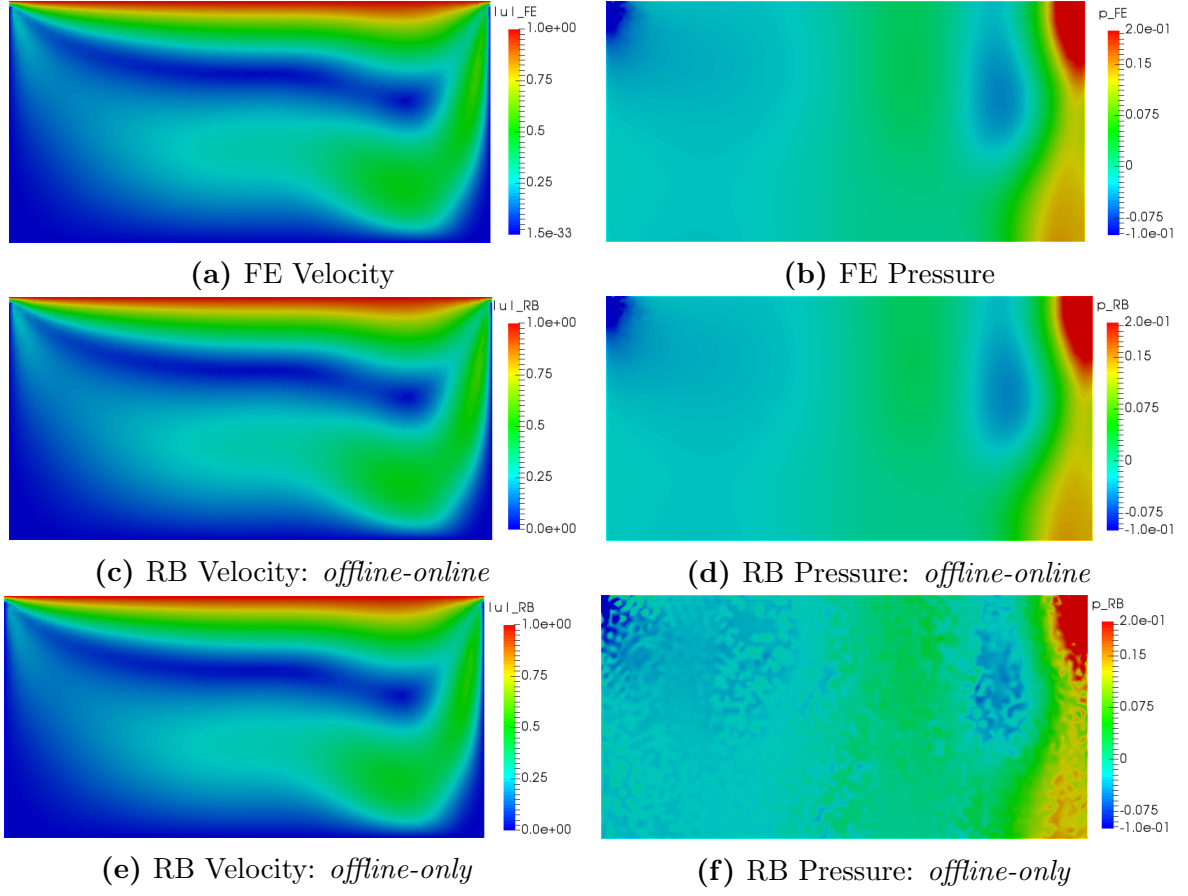 |u|_FE
1.0e+00
0.75
0.5
0.25
1.5e-33
p_FE
2.0e-01
0.15
0.075
0
-0.075
-1.0e-01
(a) FE Velocity
(b) FE Pressure
|u|_RB
1.0e+00
0.75
0.5
0.25
0.0e+00
p_RB
2.0e-01
0.15
0.075
0
-0.075
-1.0e-01
(c) RB Velocity: offline-online
(d) RB Pressure: offline-online
|u|_RB
1.0e+00
0.75
0.5
0.25
0.0e+00
p_RB
2.0e-01
0.15
0.075
0
-0.075
-1.0e-01
(e) RB Velocity: offline-only
(f) RB Pressure: offline-only